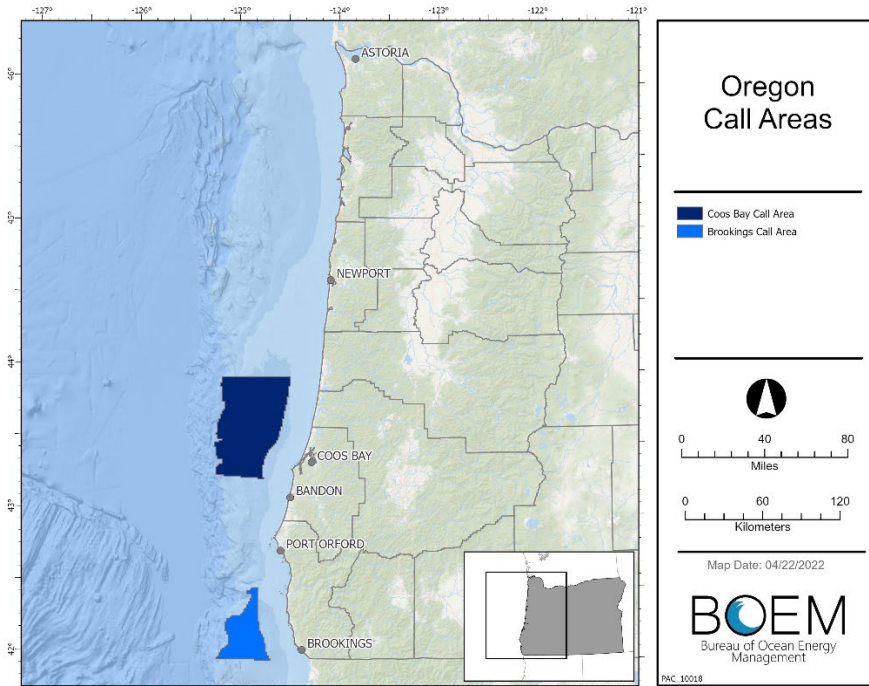 -127° -126° -125° -124° -123° -122° -121°
46°
45°
44°
43°
42°
ASTORIA
NEWPORT
COOS BAY
BANDON
PORT ORFORD
BROOKINGS
Oregon
Call Areas
Coos Bay Call Area
Brookings Call Area
0 40 80
Miles
0 60 120
Kilometers
Map Date: 04/22/2022
BOEM
Bureau of Ocean Energy
Management
PAC_10018